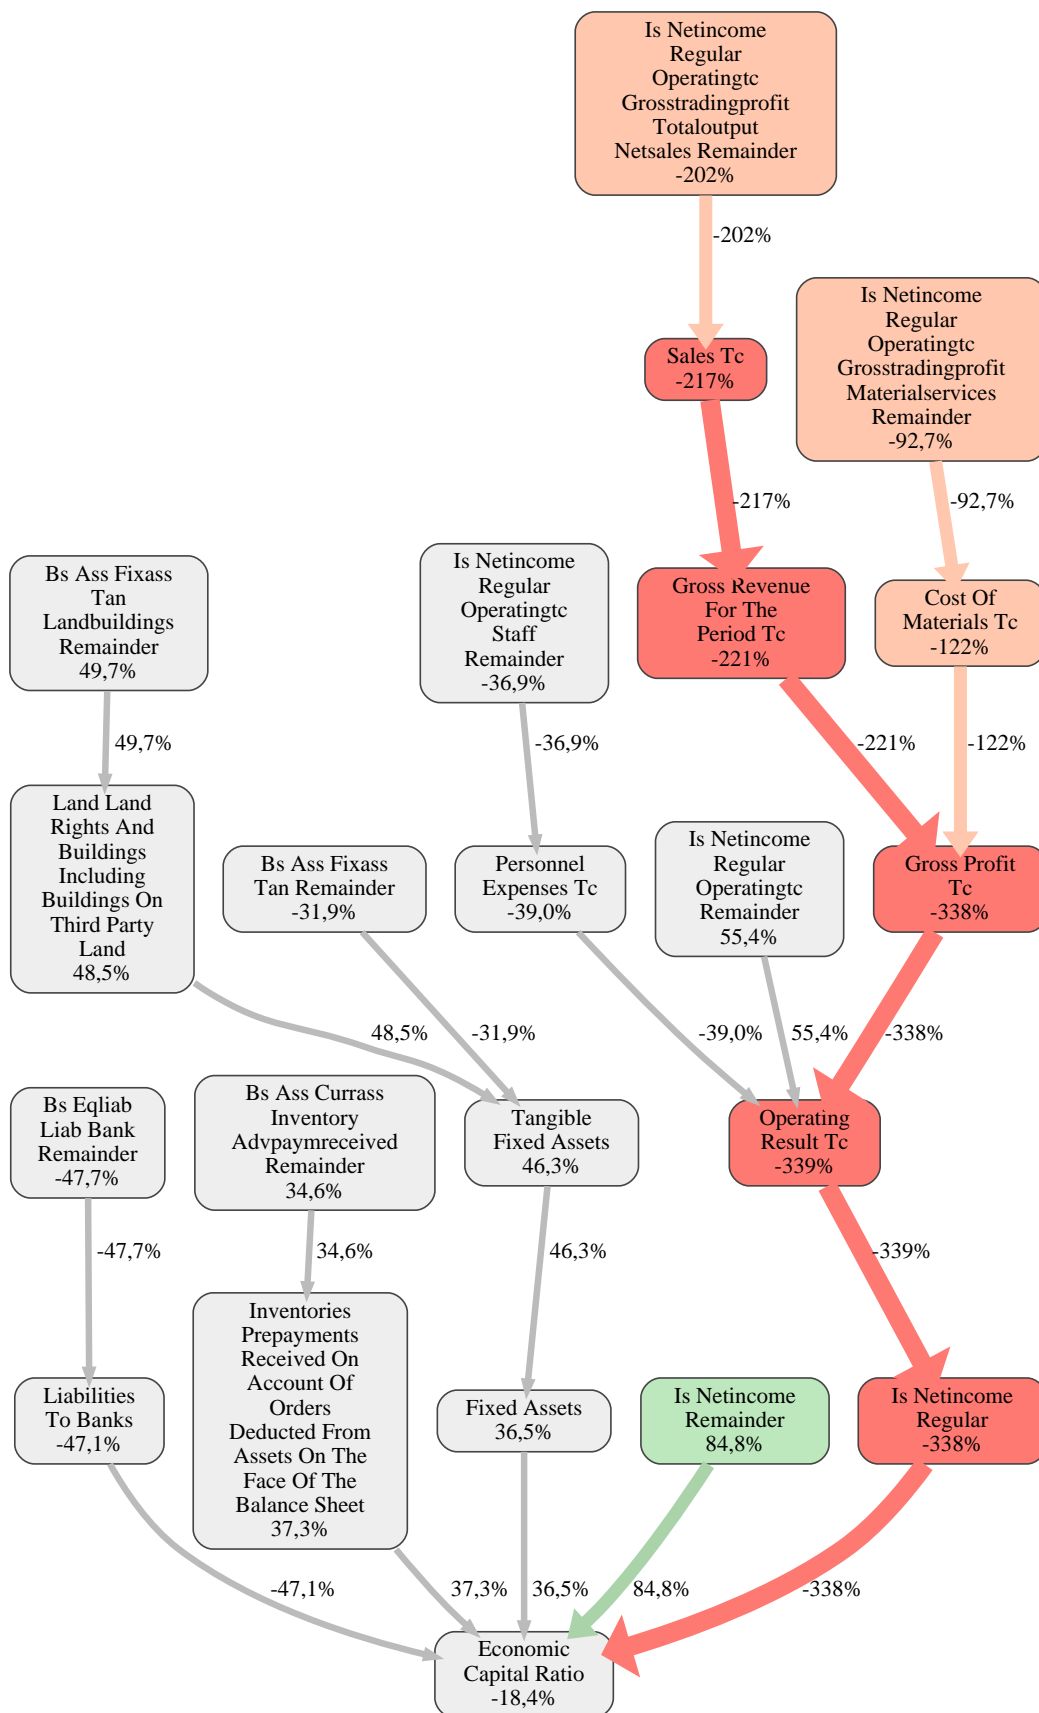 Is Netincome
Regular
Operatingtc
Grosstradingprofit
Totaloutput
Netsales Remainder
-202%
-202%
Is Netincome
Regular
Operatingtc
Grosstradingprofit
Materialservices
Remainder
-92,7%
Sales Tc
-217%
-217%
-92,7%
Bs Ass Fixass
Tan
Landbuildings
Remainder
49,7%
Is Netincome
Regular
Operatingtc
Staff
Remainder
-36,9%
Gross Revenue
For The
Period Tc
-221%
Cost Of
Materials Tc
-122%
49,7%
-36,9%
-221%
-122%
Land Land
Rights And
Buildings
Including
Buildings On
Third Party
Land
48,5%
Bs Ass Fixass
Tan Remainder
-31,9%
Personnel
Expenses Tc
-39,0%
Is Netincome
Regular
Operatingtc
Remainder
55,4%
Gross Profit
Tc
-338%
48,5%
-31,9%
-39,0%
55,4%
-338%
Bs Eqliab
Liab Bank
Remainder
-47,7%
Bs Ass Currass
Inventory
Advpaymreceived
Remainder
34,6%
Tangible
Fixed Assets
46,3%
Operating
Result Tc
-339%
-47,7%
34,6%
46,3%
-339%
Liabilities
To Banks
-47,1%
Inventories
Prepayments
Received On
Account Of
Orders
Deducted From
Assets On The
Face Of The
Balance Sheet
37,3%
Fixed Assets
36,5%
Is Netincome
Remainder
84,8%
Is Netincome
Regular
-338%
-47,1%
37,3%
36,5%
84,8%
-338%
Economic
Capital Ratio
-18,4%